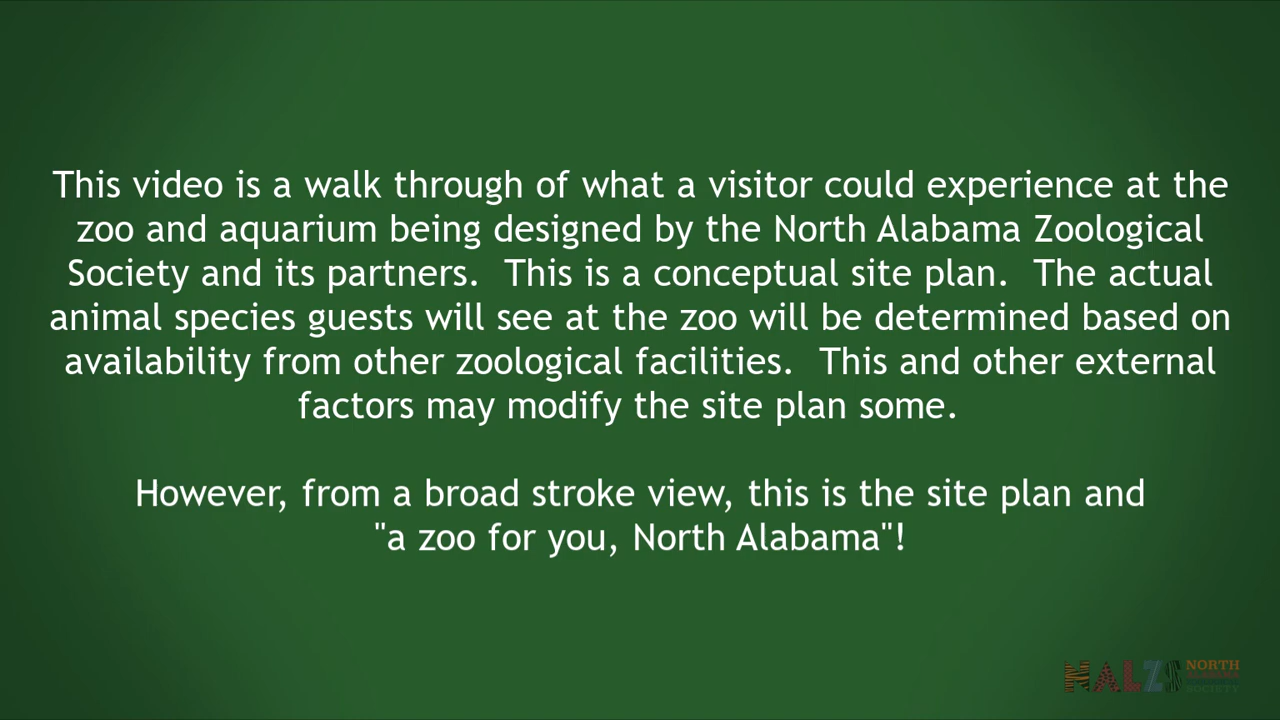 This video is a walk through of what a visitor could experience at the
zoo and aquarium being designed by the North Alabama Zoological
Society and its partners.  This is a conceptual site plan.  The actual
animal species guests will see at the zoo will be determined based on
availability from other zoological facilities.  This and other external
factors may modify the site plan some.
However, from a broad stroke view, this is the site plan and
"a zoo for you, North Alabama"!
NALZS NORTH
ALABAMA
SOCIETY